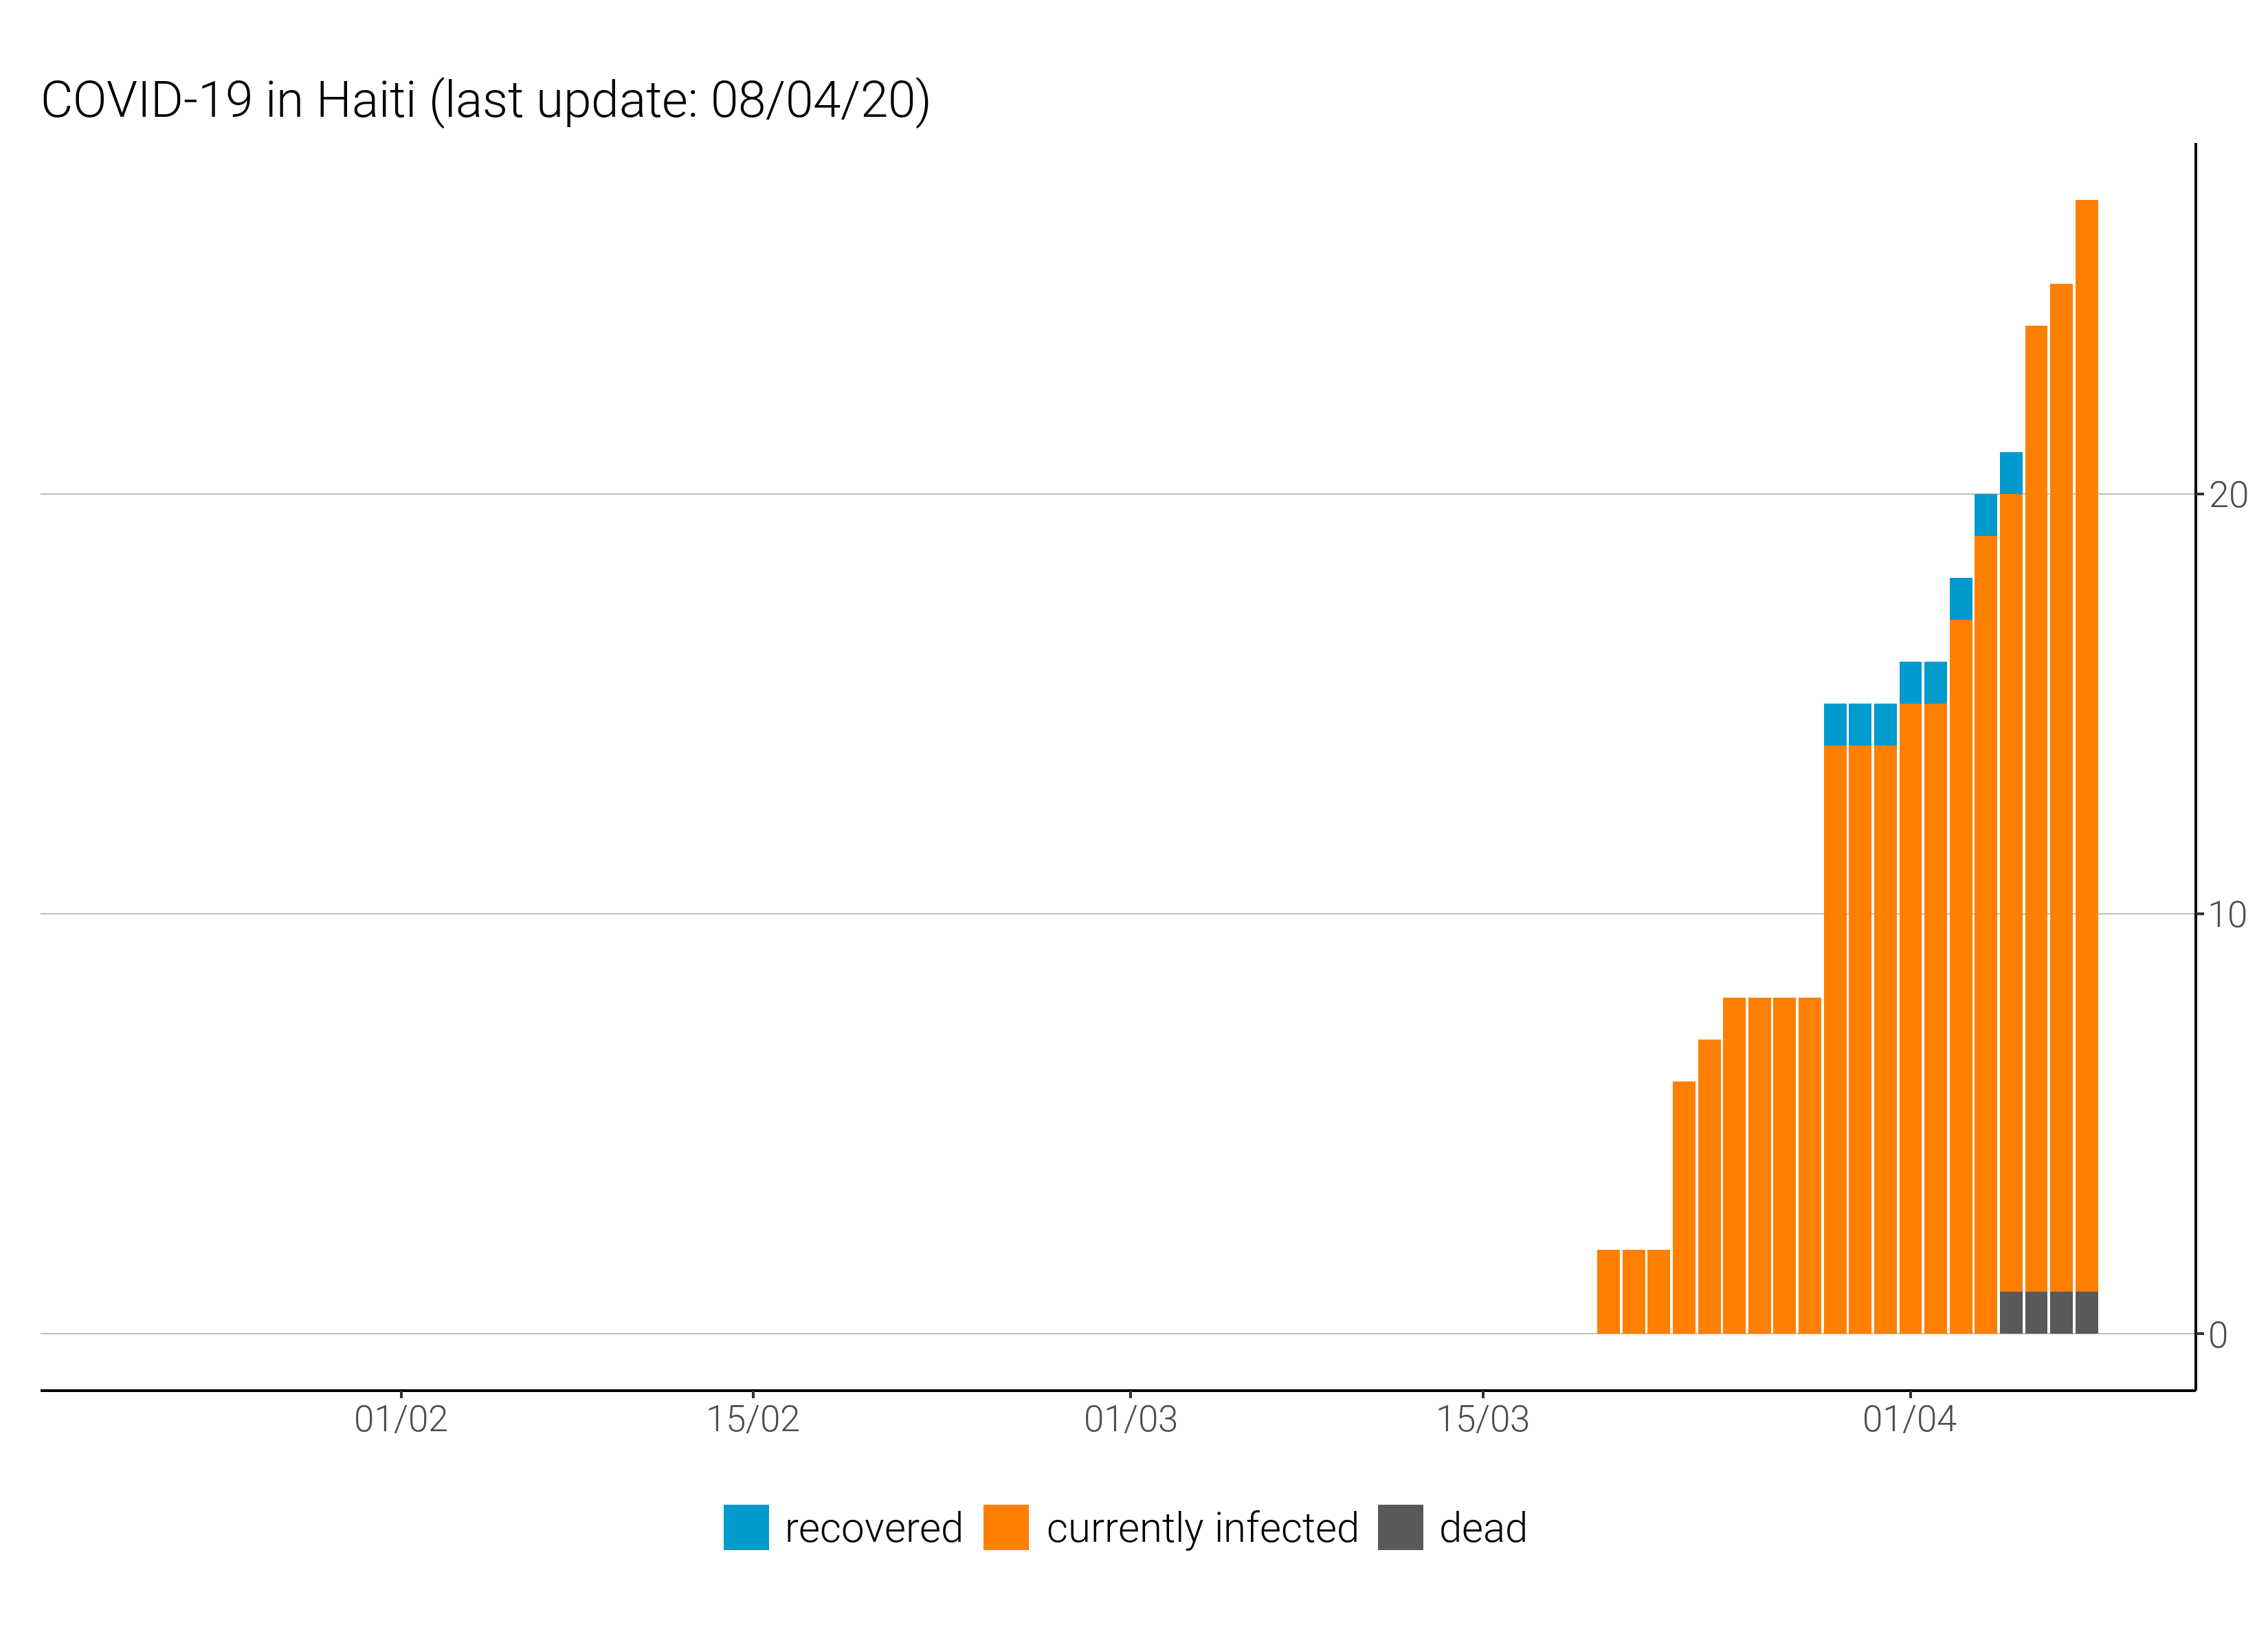 COVID-19 in Haiti (last update: 08/04/20)
20
10
0
01/02 15/02 01/03 15/03 01/04
recovered currently infected dead